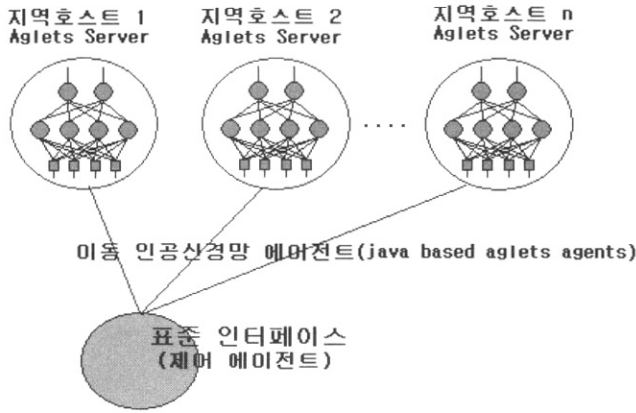 지역호스트 1
Aglets Server
지역호스트 2
Aglets Server
지역호스트 n
Aglets Server
....
이동 인공신경망 에이전트(java based aglets agents)
표준 인터페이스
(제어 에이전트)